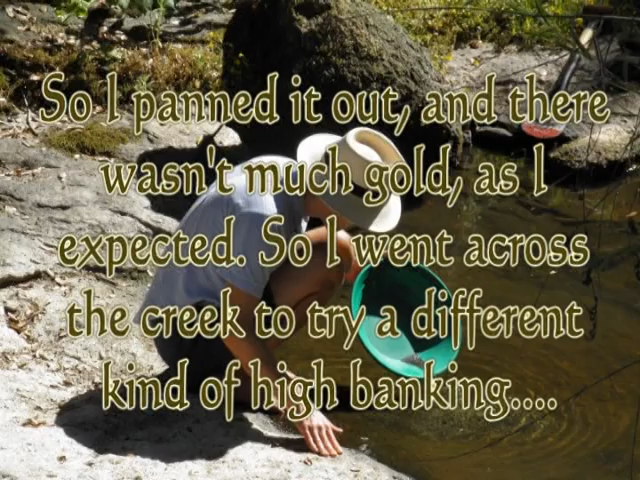 So I panned it out, and there
wasn't much gold, as I
expected. So I went across
the creek to try a different
kind of high banking....